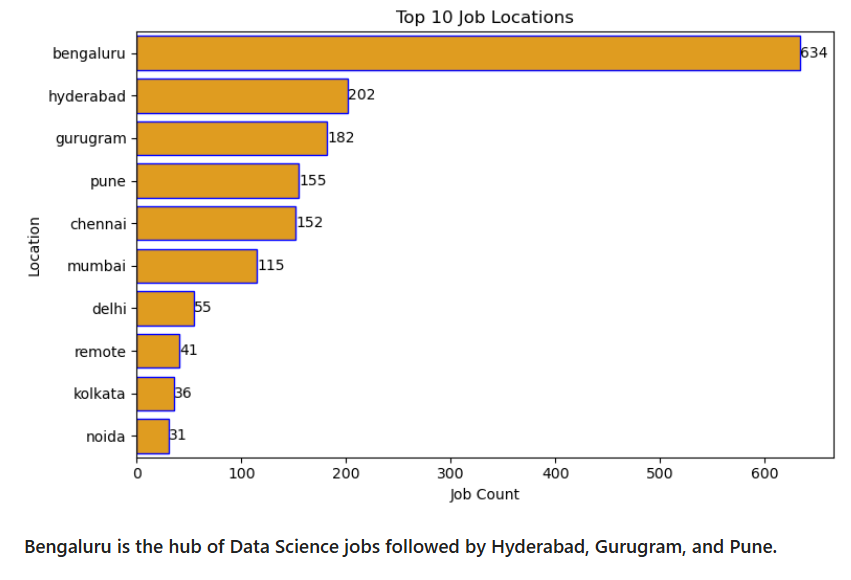 Top 10 Job Locations
bengaluru 634
hyderabad 202
gurugram 182
pune 155
chennai 152
mumbai 115
delhi 55
remote 41
kolkata 36
noida 31
Location
0 100 200 300 400 500 600
Job Count
Bengaluru is the hub of Data Science jobs followed by Hyderabad, Gurugram, and Pune.